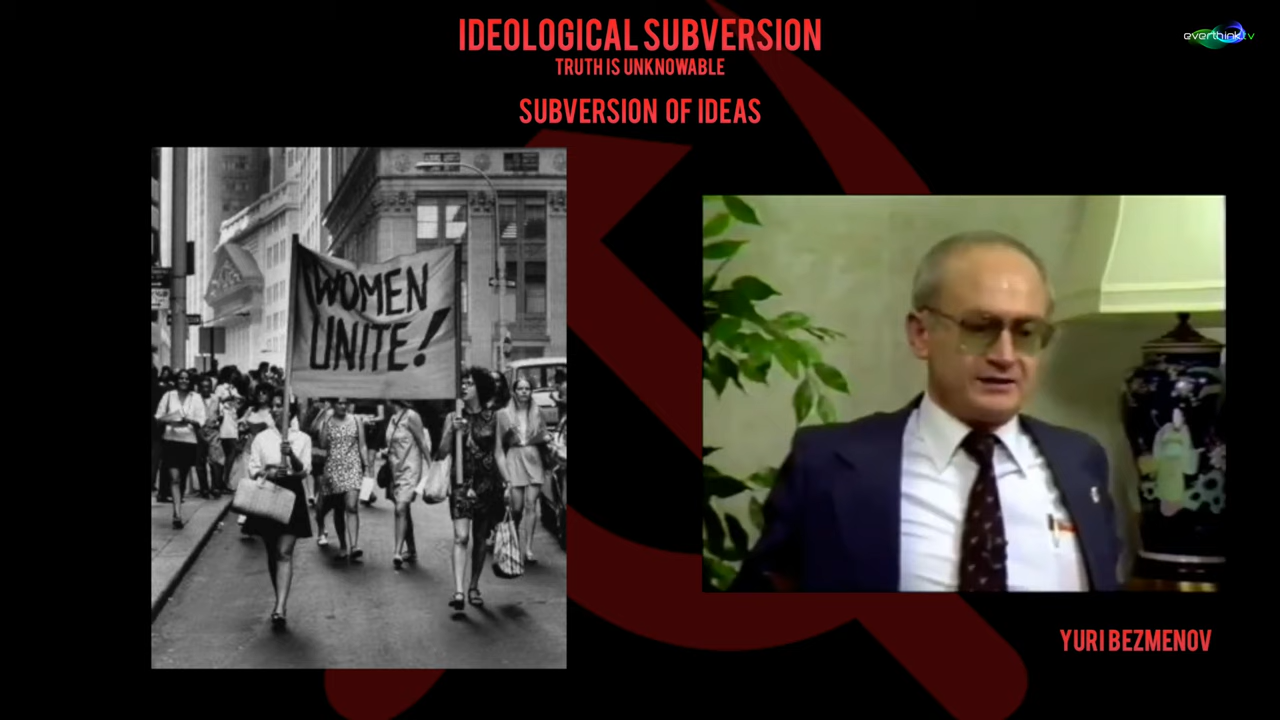 IDEOLOGICAL SUBVERSION
TRUTH IS UNKNOWABLE
everthink.tv
SUBVERSION OF IDEAS
WOMEN
UNITE!
YURI BEZMENOV